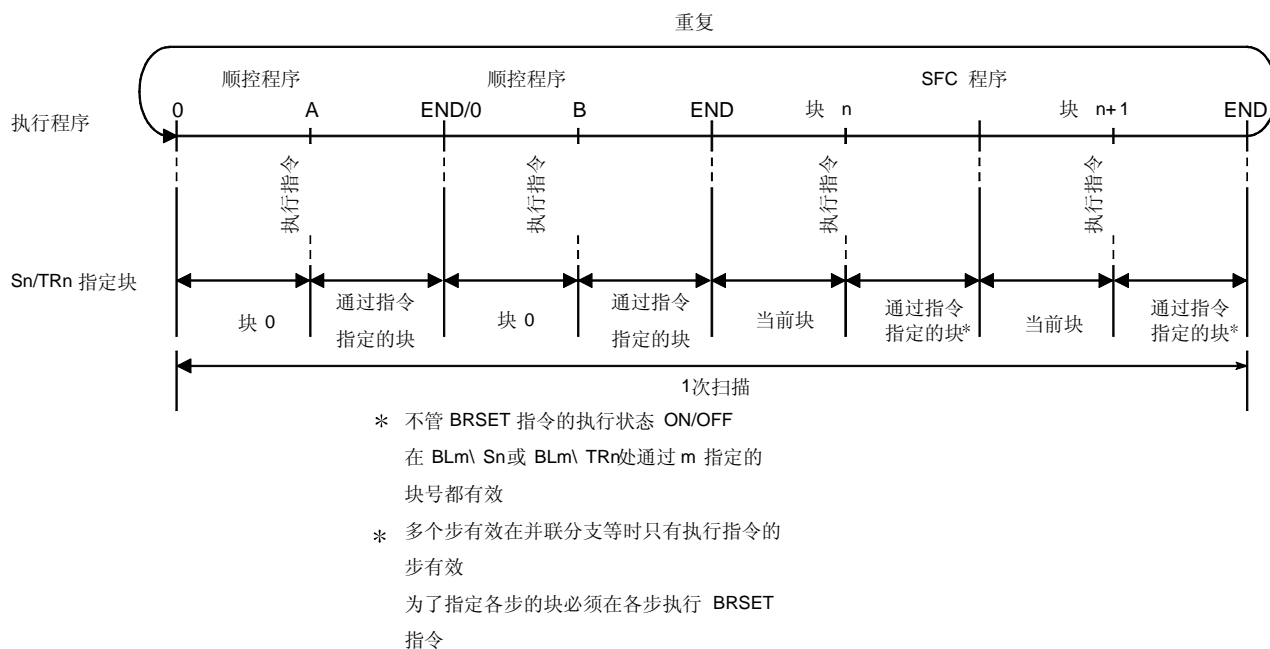 重复
顺控程序 顺控程序 SFC 程序
执行程序 0 A END/0 B END 块 n 块 n+1 END
执行指令 执行指令 执行指令 执行指令
Sn/TRn 指定块
块 0 通过指令 指定的块 块 0 通过指令 指定的块 当前块 通过指令 指定的块* 当前块 通过指令 指定的块*
1次扫描
* 不管 BRSET 指令的执行状态 ON/OFF
在 BLm\ Sn或 BLm\ TRn处通过 m 指定的
块号都有效
* 多个步有效在并联分支等时只有执行指令的
步有效
为了指定各步的块必须在各步执行 BRSET
指令